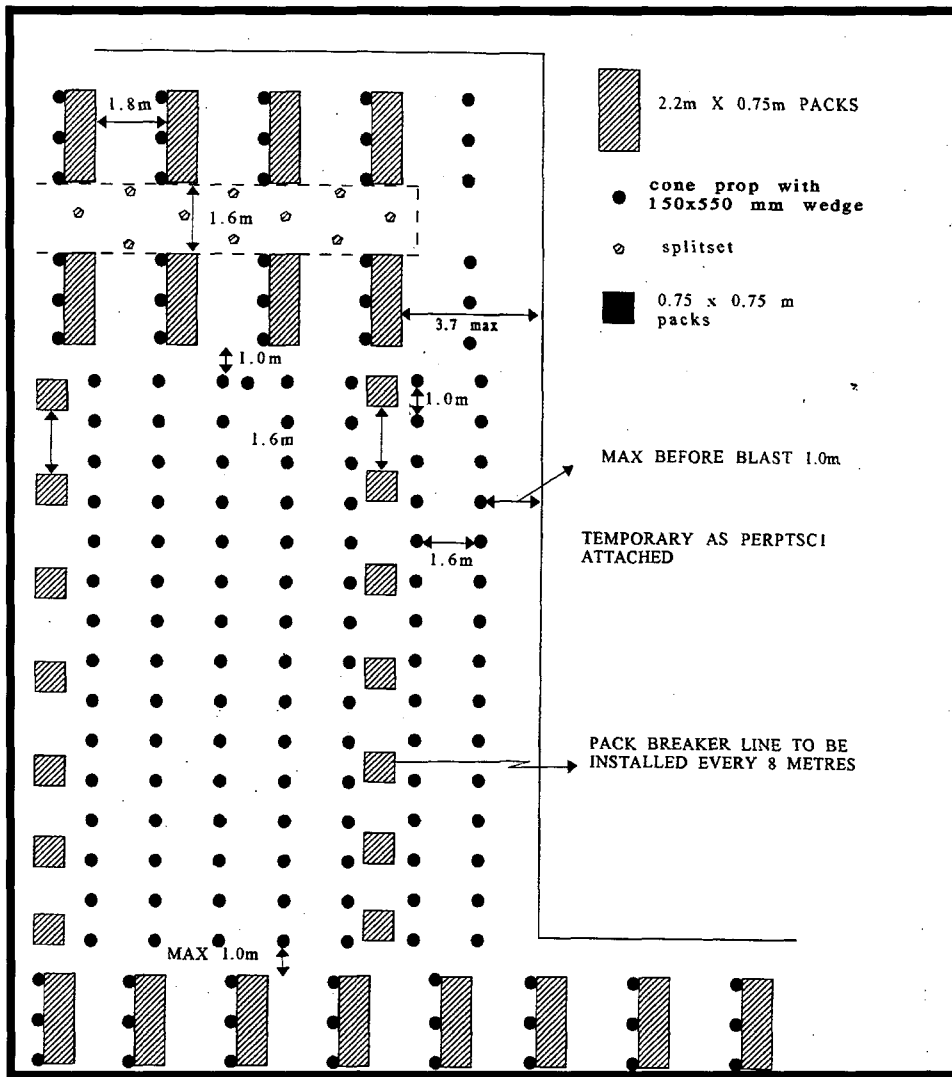 1.8m
2.2m X 0.75m PACKS
cone prop with
150x550 mm wedge
1.6m
splitset
0.75 x 0.75 m
packs
3.7 max
1.0m
1.0m
1.6m
MAX BEFORE BLAST 1.0m
TEMPORARY AS PERPTSC1
ATTACHED
1.6m
PACK BREAKER LINE TO BE
INSTALLED EVERY 8 METRES
MAX 1.0m